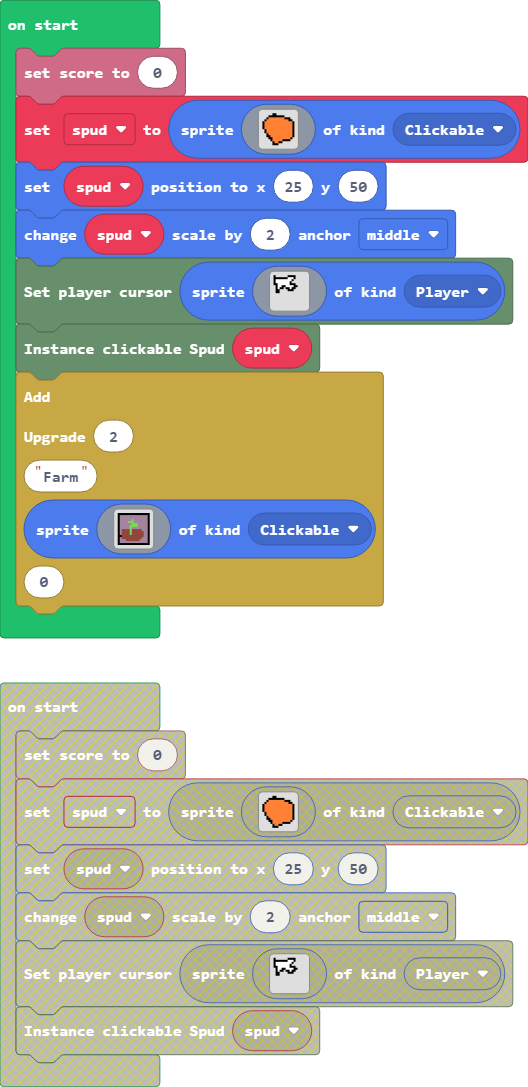 on start
set score to 0
set spud to sprite of kind Clickable
set spud position to x 25 y 50
change spud scale by 2 anchor middle
Set player cursor sprite of kind Player
Instance clickable Spud spud
Add
Upgrade 2
"Farm"
sprite of kind Clickable
0
on start
set score to 0
set spud to sprite of kind Clickable
set spud position to x 25 y 50
change spud scale by 2 anchor middle
Set player cursor sprite of kind Player
Instance clickable Spud spud